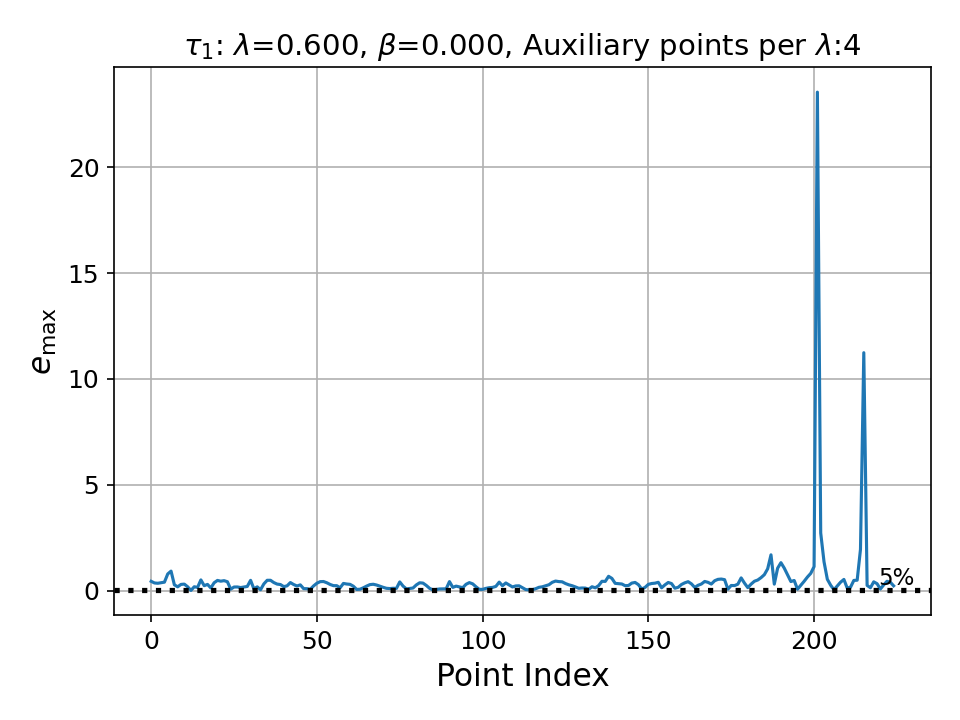 τ₁: λ=0.600, β=0.000, Auxiliary points per λ:4
e_max
20
15
10
5
0
5%
0 50 100 150 200
Point Index